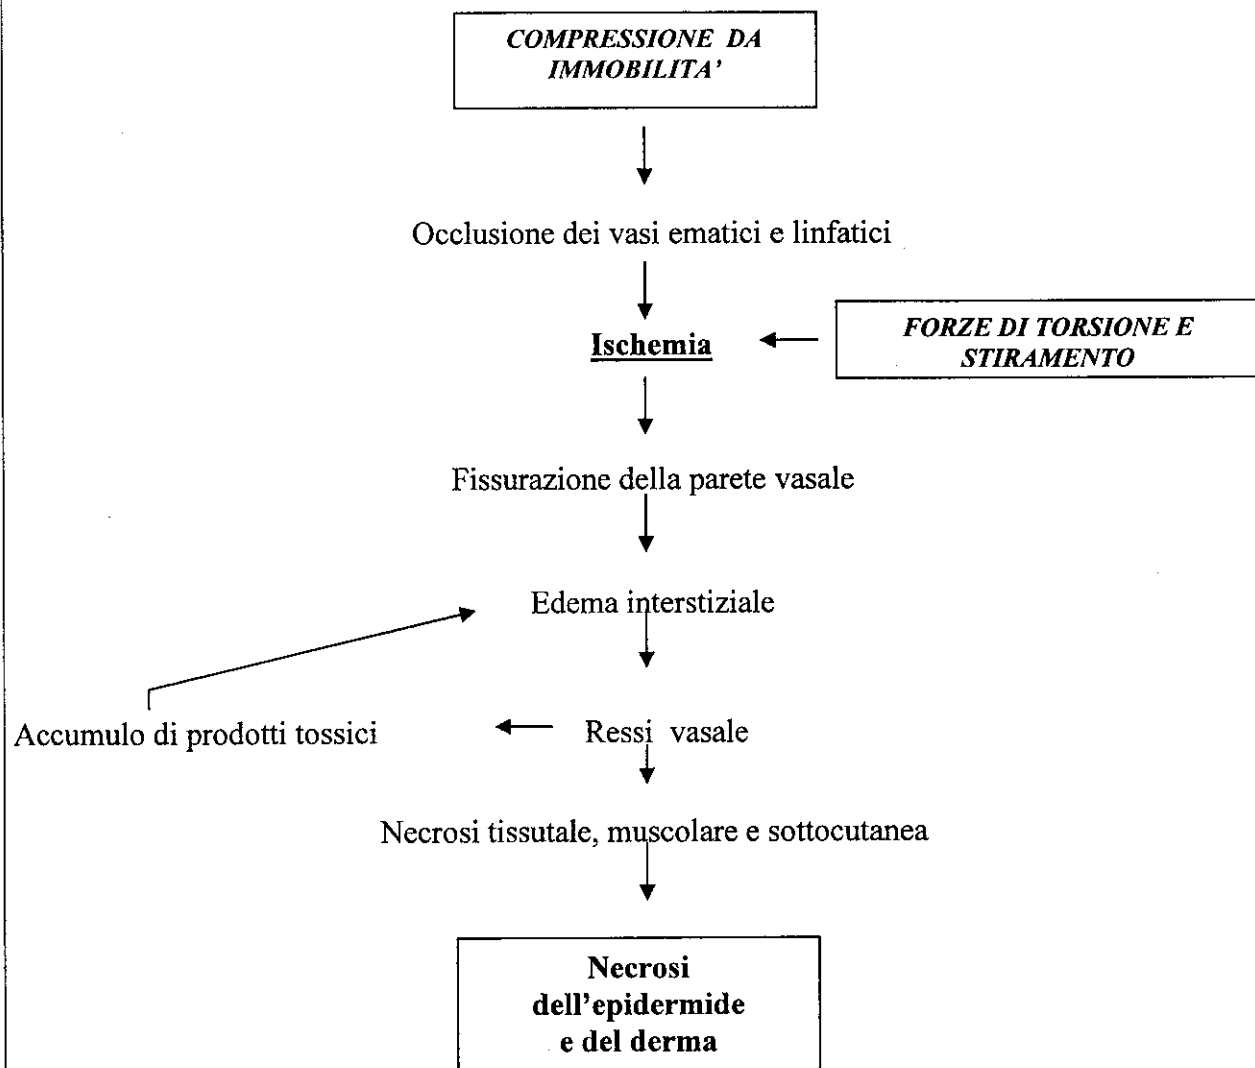 COMPRESSIONE DA
IMMOBILITA'
Occlusione dei vasi ematici e linfatici
Ischemia
FORZE DI TORSIONE E
STIRAMENTO
Fissurazione della parete vasale
Edema interstiziale
Accumulo di prodotti tossici
Ressi vasale
Necrosi tissutale, muscolare e sottocutanea
Necrosi
dell'epidermide
e del derma